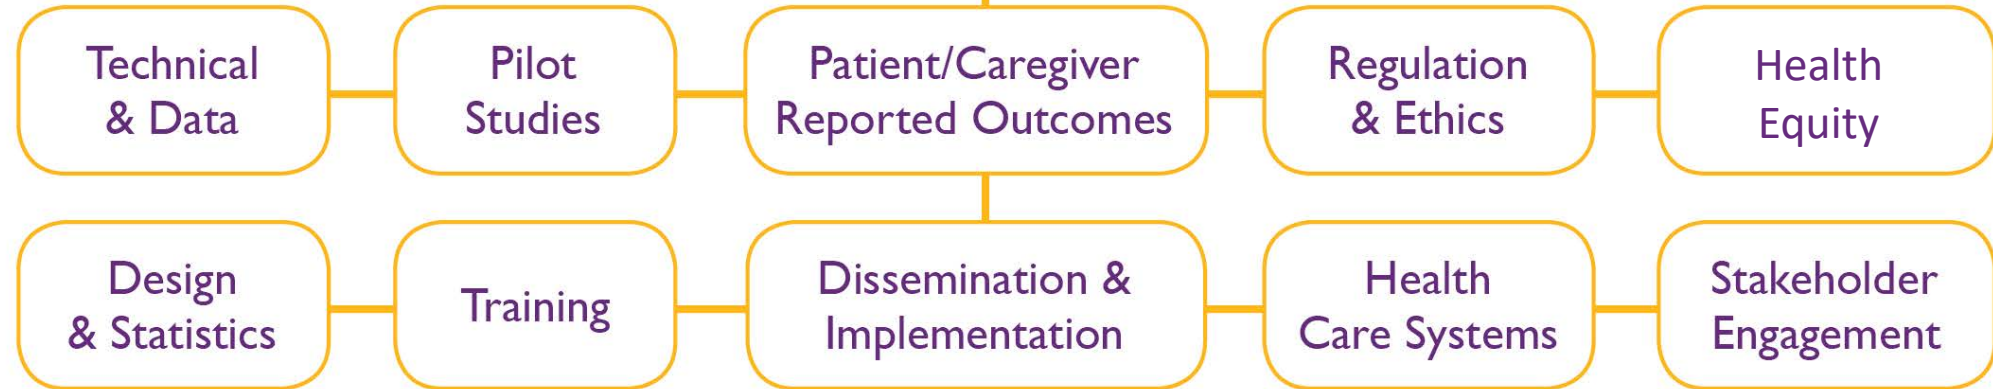 Technical
& Data
Pilot
Studies
Patient/Caregiver
Reported Outcomes
Regulation
& Ethics
Health
Equity
Design
& Statistics
Training
Dissemination &
Implementation
Health
Care Systems
Stakeholder
Engagement